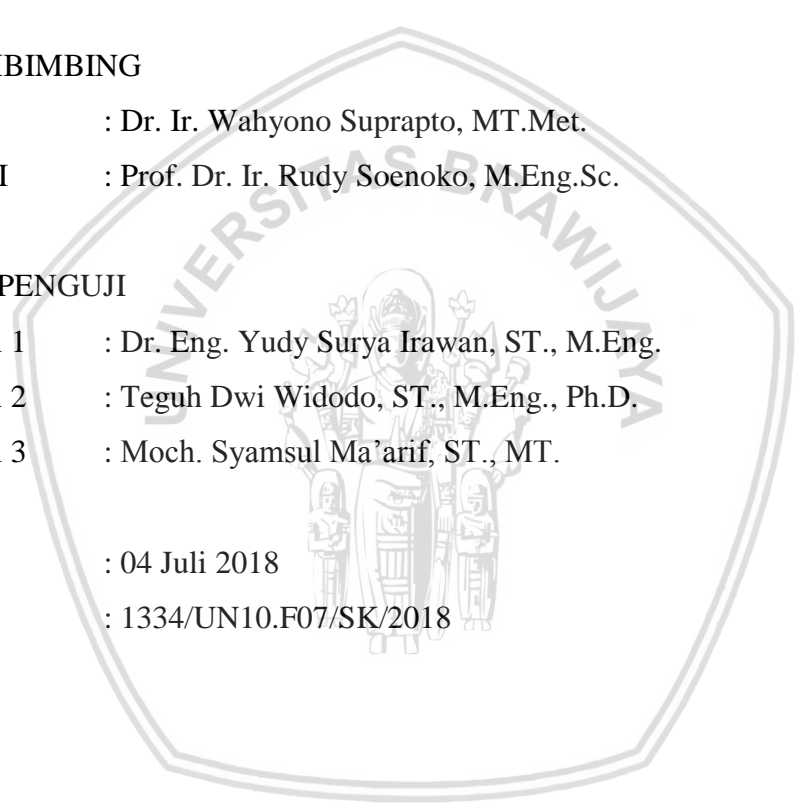 IBIMBING
: Dr. Ir. Wahyono Suprapto, MT.Met.
I : Prof. Dr. Ir. Rudy Soenoko, M.Eng.Sc.
PENGUJI
1 : Dr. Eng. Yudy Surya Irawan, ST., M.Eng.
2 : Teguh Dwi Widodo, ST., M.Eng., Ph.D.
3 : Moch. Syamsul Ma’arif, ST., MT.
: 04 Juli 2018
: 1334/UN10.F07/SK/2018
UNIVERSITAS BRAWIJAYA